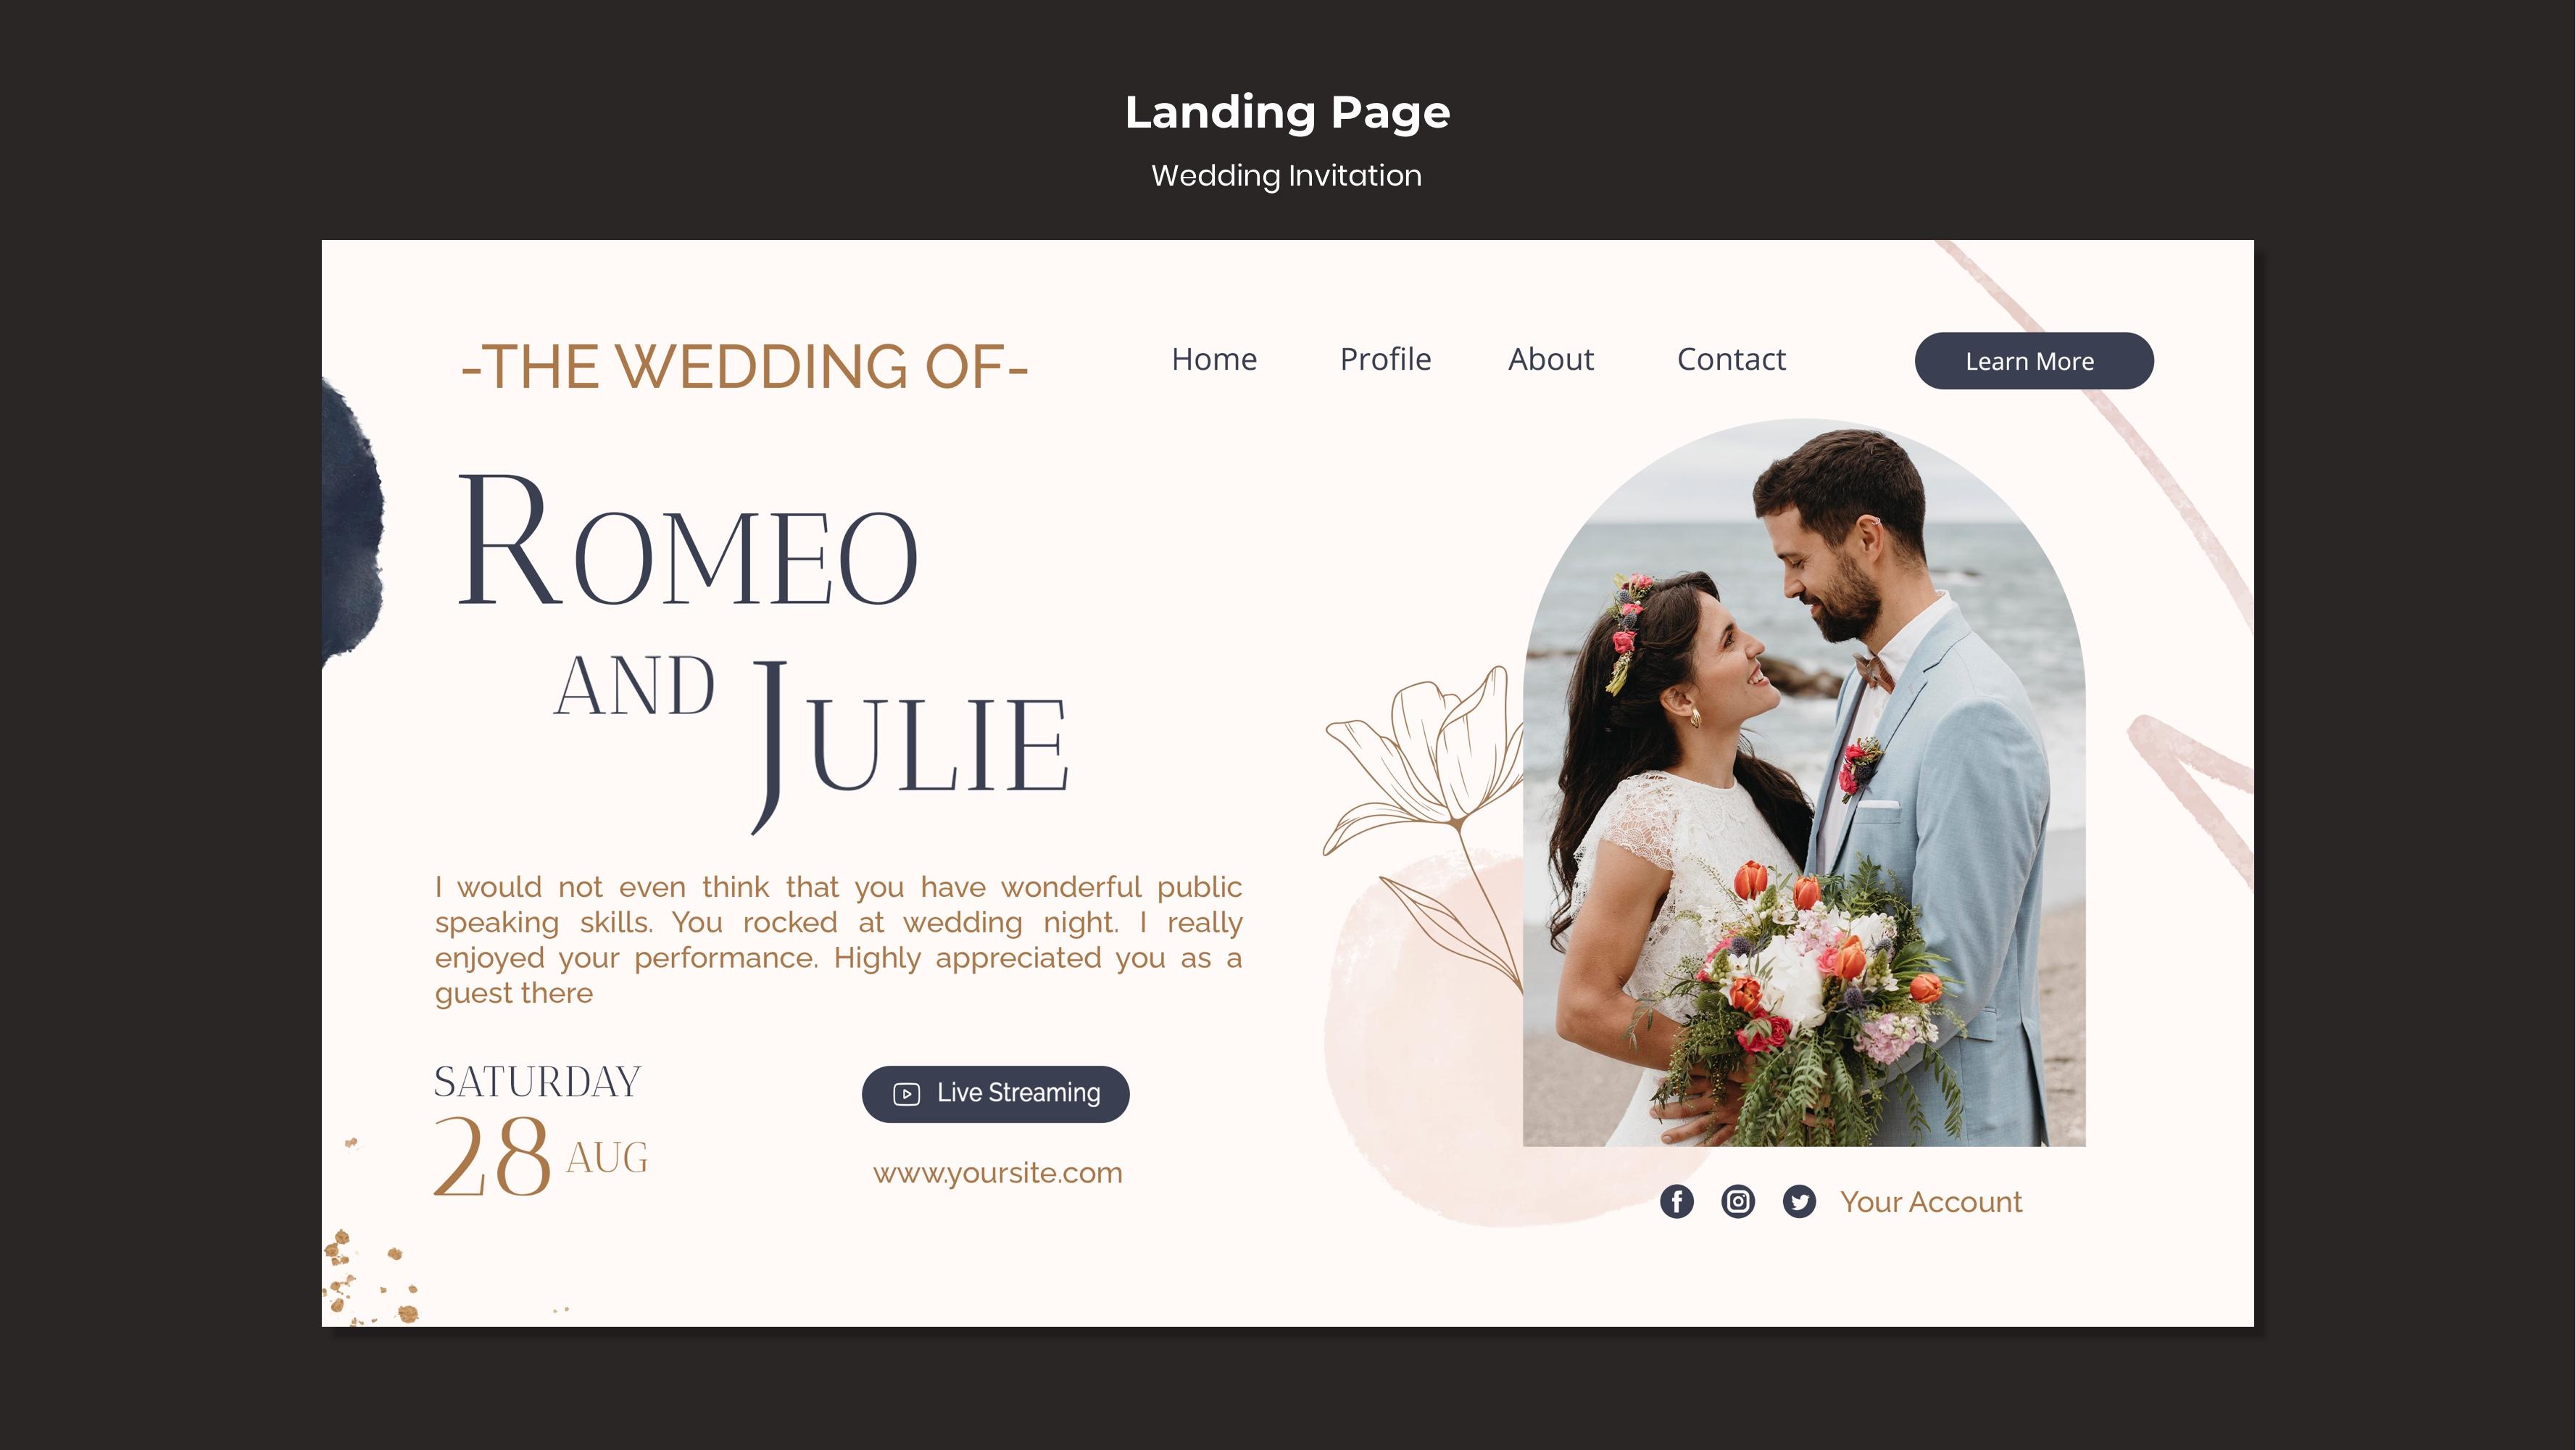 Landing Page
Wedding Invitation
-THE WEDDING OF-
Home Profile About Contact Learn More
ROMEO
AND JULIE
I would not even think that you have wonderful public
speaking skills. You rocked at wedding night. I really
enjoyed your performance. Highly appreciated you as a
guest there
SATURDAY
28 AUG
Live Streaming
www.yoursite.com
Your Account